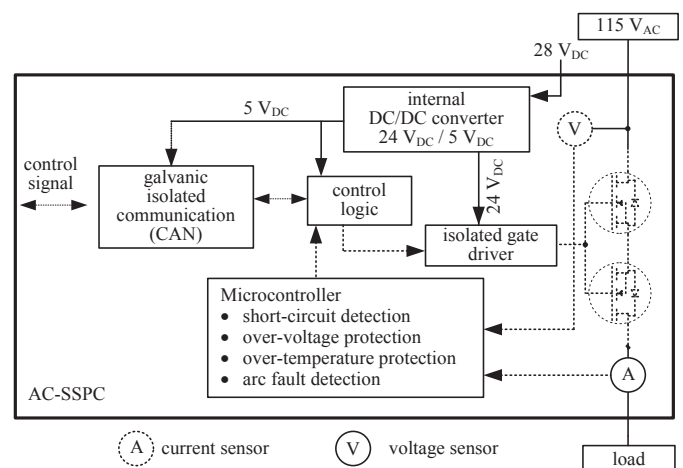 115 V_AC
28 V_DC
internal
DC/DC converter
24 V_DC / 5 V_DC
5 V_DC
V
control
signal
galvanic
isolated
communication
(CAN)
control
logic
24 V_DC
isolated gate
driver
Microcontroller
• short-circuit detection
• over-voltage protection
• over-temperature protection
• arc fault detection
A
AC-SSPC
A current sensor
V voltage sensor
load